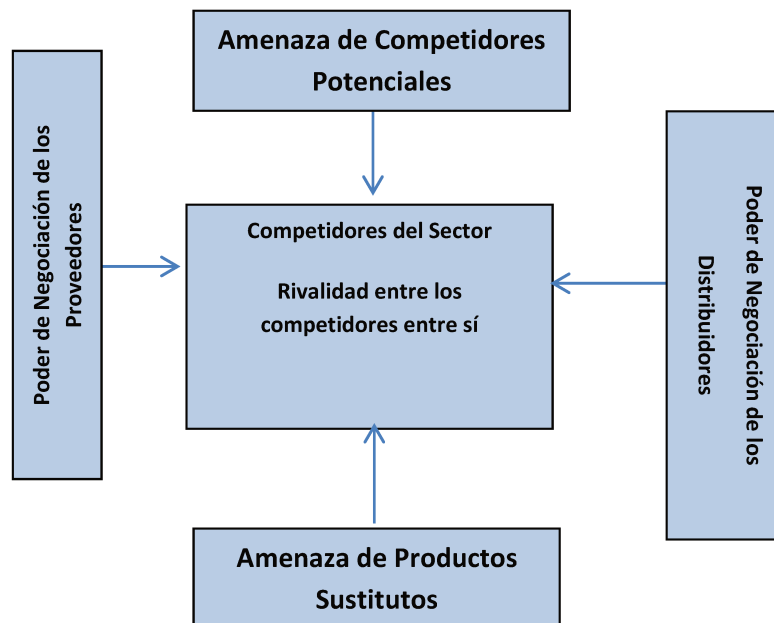 Amenaza de Competidores
Potenciales
Poder de Negociación de los
Proveedores
Competidores del Sector
Rivalidad entre los
competidores entre sí
Poder de Negociación de los
Distribuidores
Amenaza de Productos
Sustitutos